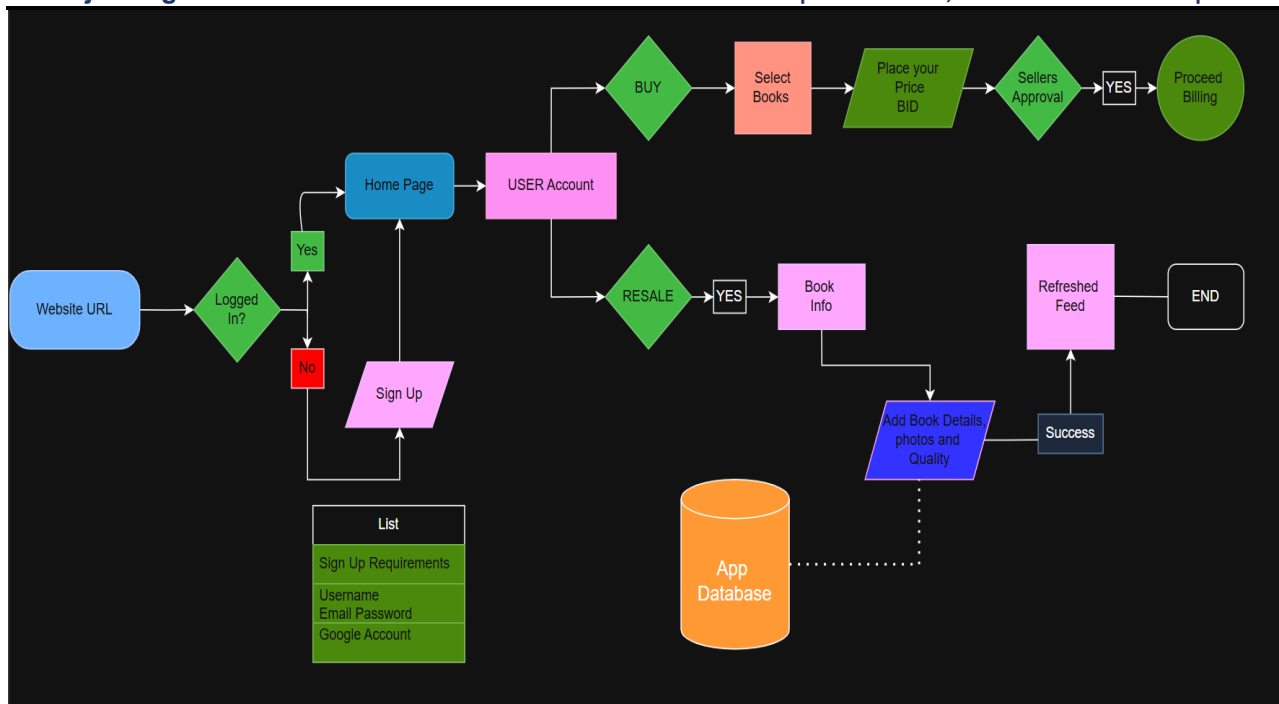 BUY
Select
Books
Place your
Price
BID
Sellers
Approval
YES
Proceed
Billing
Home Page
USER Account
Yes
Website URL
Logged
In?
No
Sign Up
RESALE
YES
Book
Info
Refreshed
Feed
END
Add Book Details,
photos and
Quality
Success
List
Sign Up Requirements
Username
Email Password
Google Account
App
Database